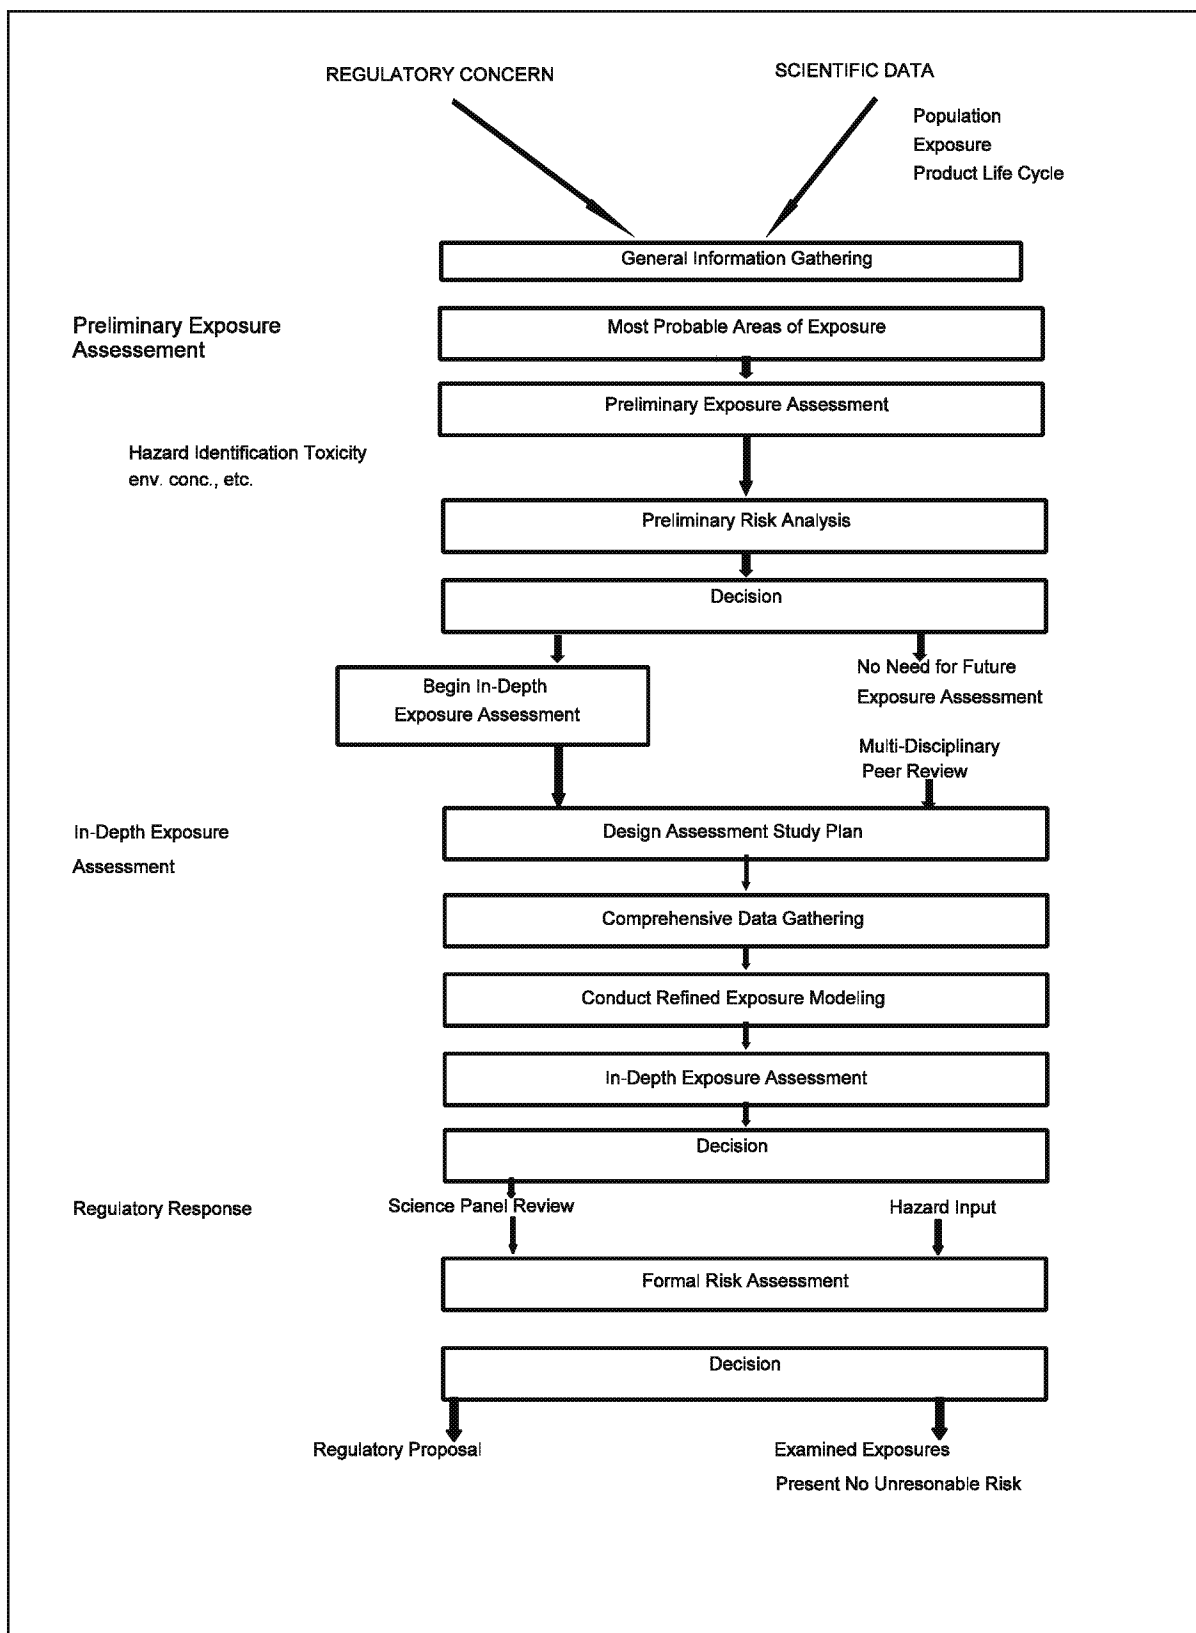 REGULATORY CONCERN
SCIENTIFIC DATA
Population
Exposure
Product Life Cycle
General Information Gathering
Preliminary Exposure
Assessement
Most Probable Areas of Exposure
Preliminary Exposure Assessment
Hazard Identification Toxicity
env. conc., etc.
Preliminary Risk Analysis
Decision
Begin In-Depth
Exposure Assessment
No Need for Future
Exposure Assessment
Multi-Disciplinary
Peer Review
In-Depth Exposure
Assessment
Design Assessment Study Plan
Comprehensive Data Gathering
Conduct Refined Exposure Modeling
In-Depth Exposure Assessment
Decision
Regulatory Response
Science Panel Review
Hazard Input
Formal Risk Assessment
Decision
Regulatory Proposal
Examined Exposures
Present No Unresonable Risk